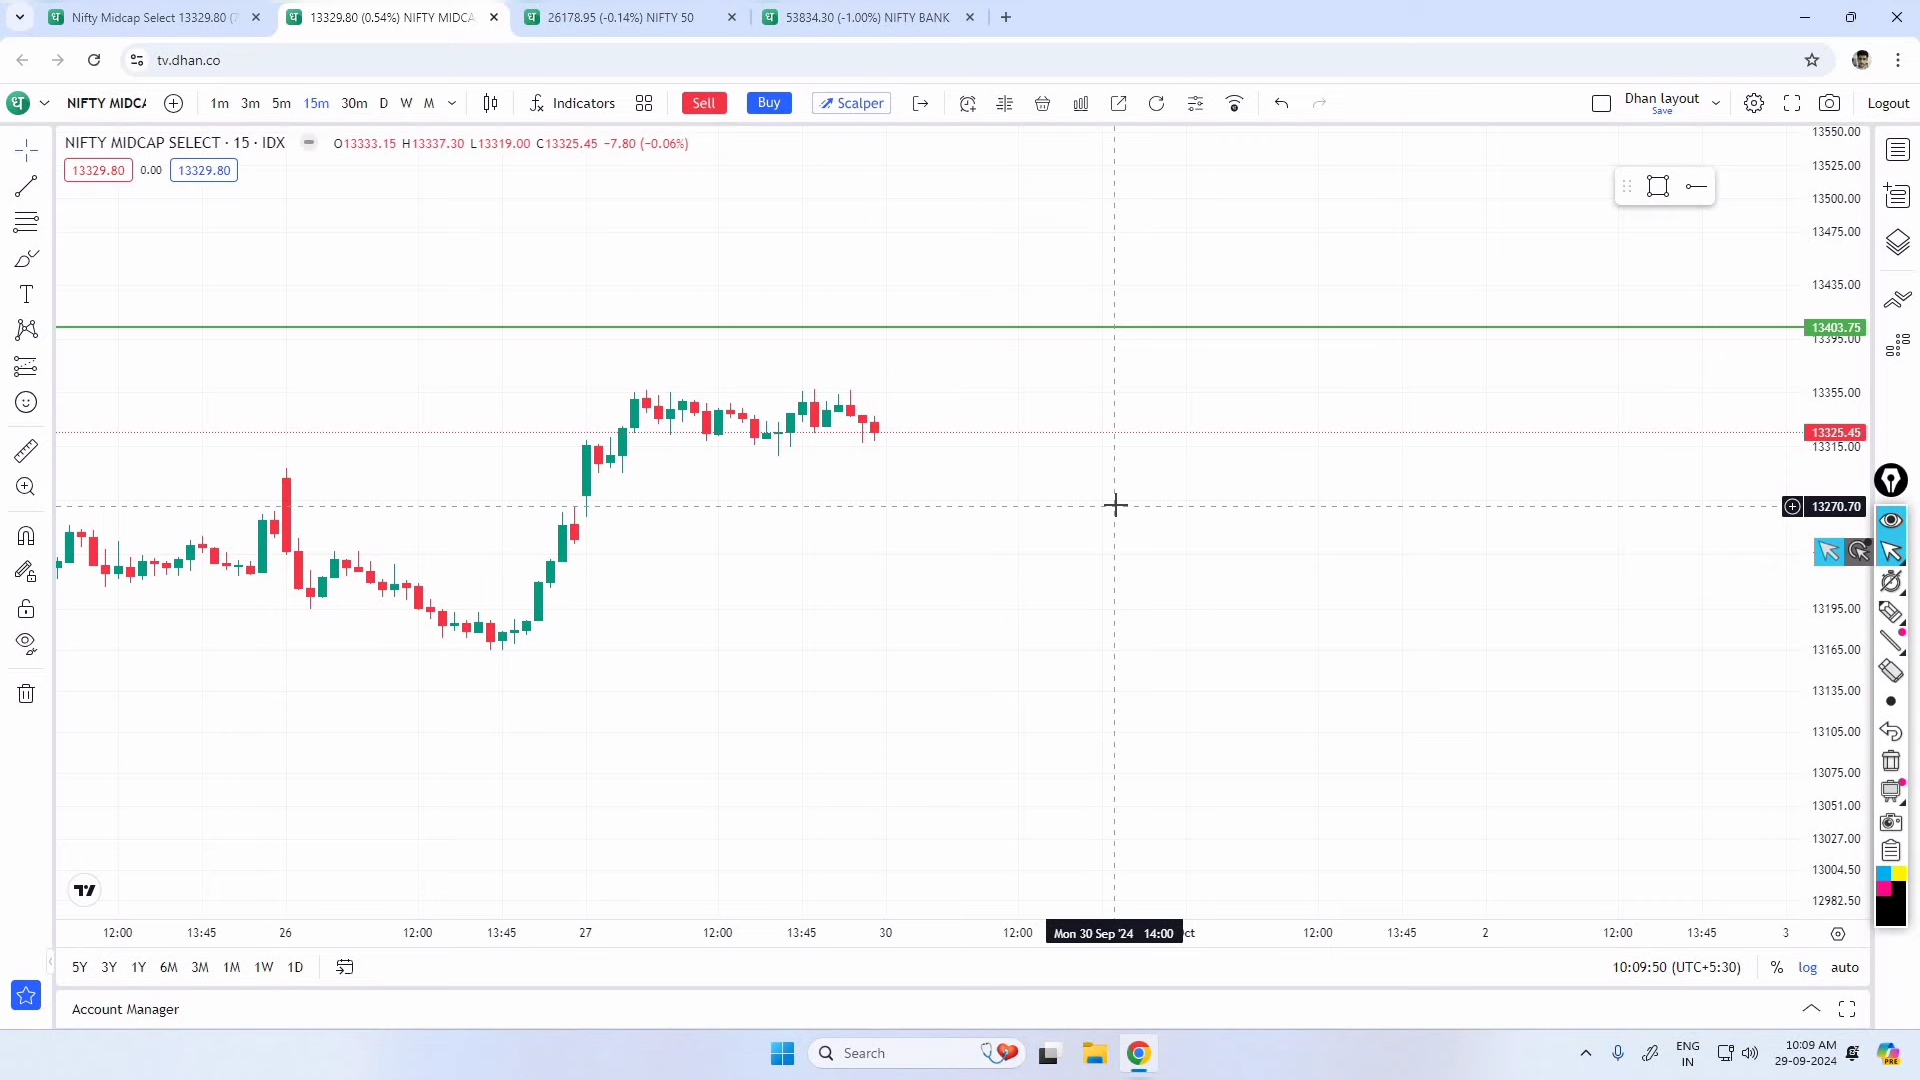 Nifty Midcap Select 13329.80 (
13329.80 (0.54%) NIFTY MIDCA
26178.95 (-0.14%) NIFTY 50
53834.30 (-1.00%) NIFTY BANK
tv.dhan.co
ध
NIFTY MIDCA
1m 3m 5m 15m 30m D W M
Indicators
Sell
Buy
Scalper
Dhan layout
Save
Logout
NIFTY MIDCAP SELECT · 15 · IDX
O13333.15 H13337.30 L13319.00 C13325.45 −7.80 (−0.06%)
13329.80 0.00 13329.80
13550.00
13525.00
13500.00
13475.00
13435.00
13403.75
13395.00
13355.00
13325.45
13315.00
13270.70
13195.00
13165.00
13135.00
13105.00
13075.00
13051.00
13027.00
13004.50
12982.50
12:00 13:45 26 12:00 13:45 27 12:00 13:45 30 12:00 Mon 30 Sep '24 14:00 ct 12:00 13:45 2 12:00 13:45 3
5Y 3Y 1Y 6M 3M 1M 1W 1D
10:09:50 (UTC+5:30) % log auto
Account Manager
Search
ENG
IN
10:09 AM
29-09-2024
PRE